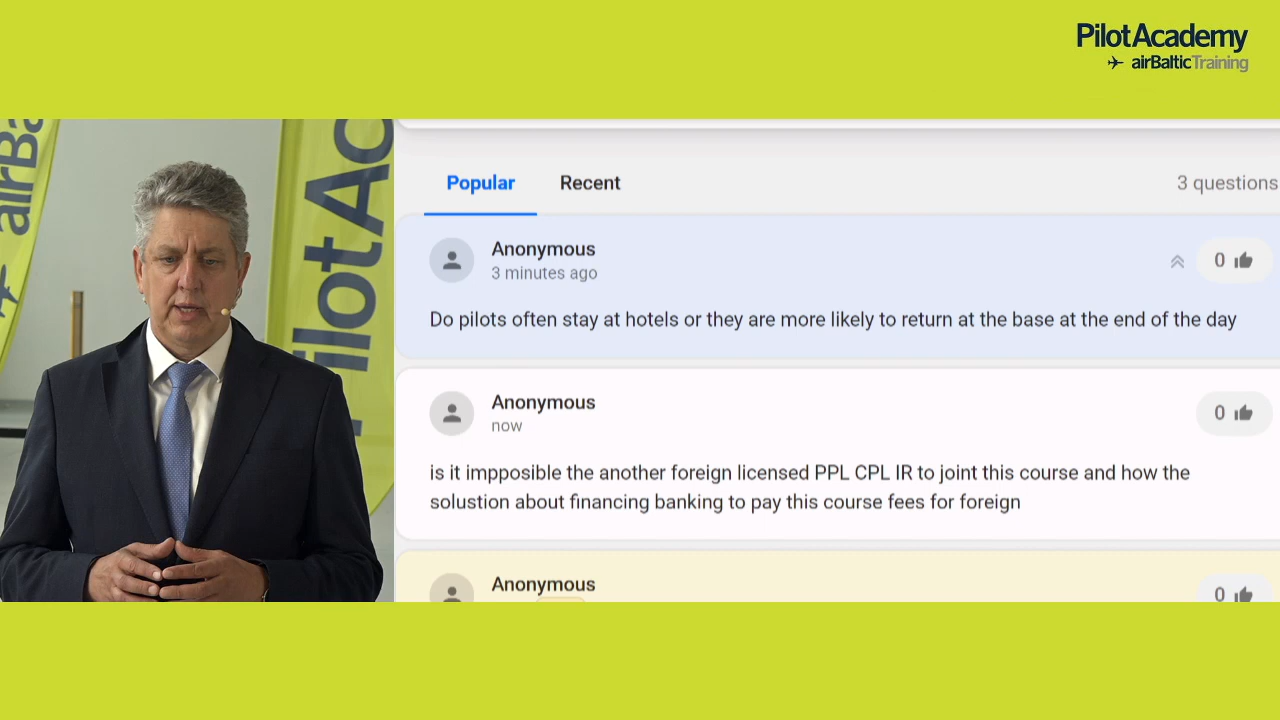 PilotAcademy
airBalticTraining
airBa
PilotAc
Popular
Recent
3 questions
Anonymous
3 minutes ago
0
Do pilots often stay at hotels or they are more likely to return at the base at the end of the day
Anonymous
now
0
is it impposible the another foreign licensed PPL CPL IR to joint this course and how the
solustion about financing banking to pay this course fees for foreign
Anonymous
0